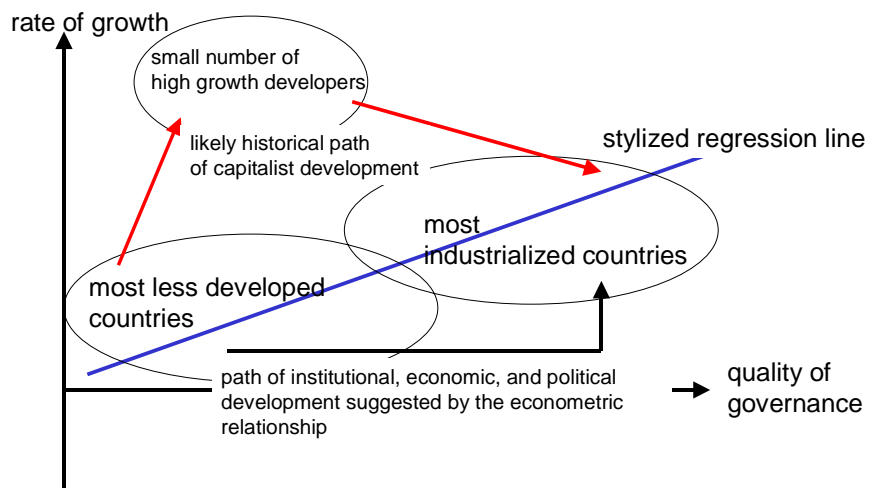 rate of growth
small number of
high growth developers
likely historical path
of capitalist development
stylized regression line
most
industrialized countries
most less developed
countries
path of institutional, economic, and political
development suggested by the econometric
relationship
quality of
governance